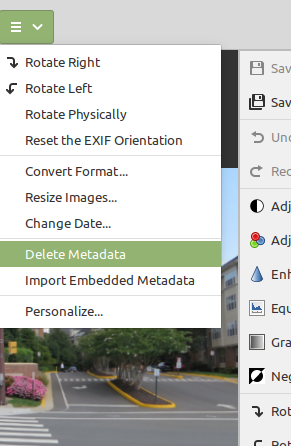 Rotate Right
Rotate Left
Rotate Physically
Reset the EXIF Orientation
Convert Format...
Resize Images...
Change Date...
Delete Metadata
Import Embedded Metadata
Personalize...
Sav
Sav
Und
Red
Adj
Adj
Enh
Equ
Gra
Neg
Rot
Rot